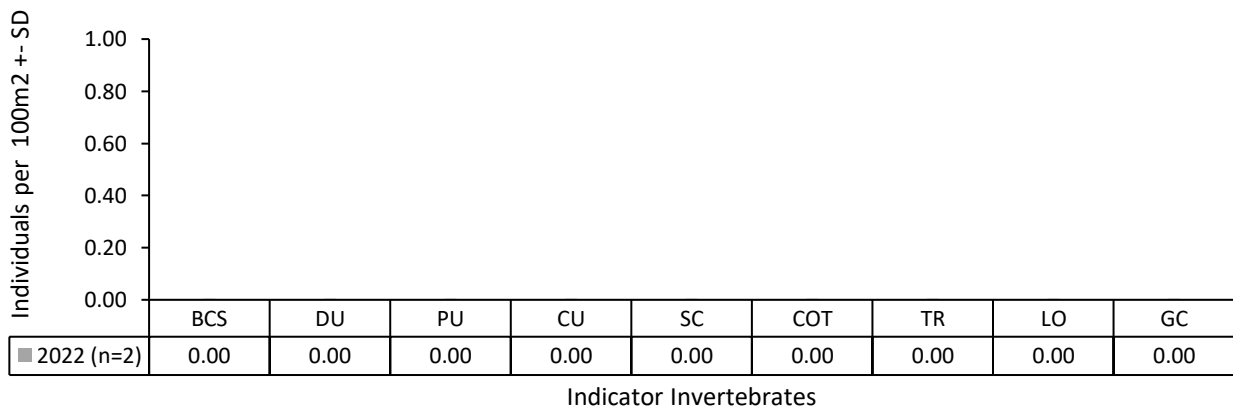 Individuals per 100m2 +- SD
1.00
0.80
0.60
0.40
0.20
0.00
BCS DU PU CU SC COT TR LO GC
2022 (n=2) 0.00 0.00 0.00 0.00 0.00 0.00 0.00 0.00 0.00
Indicator Invertebrates